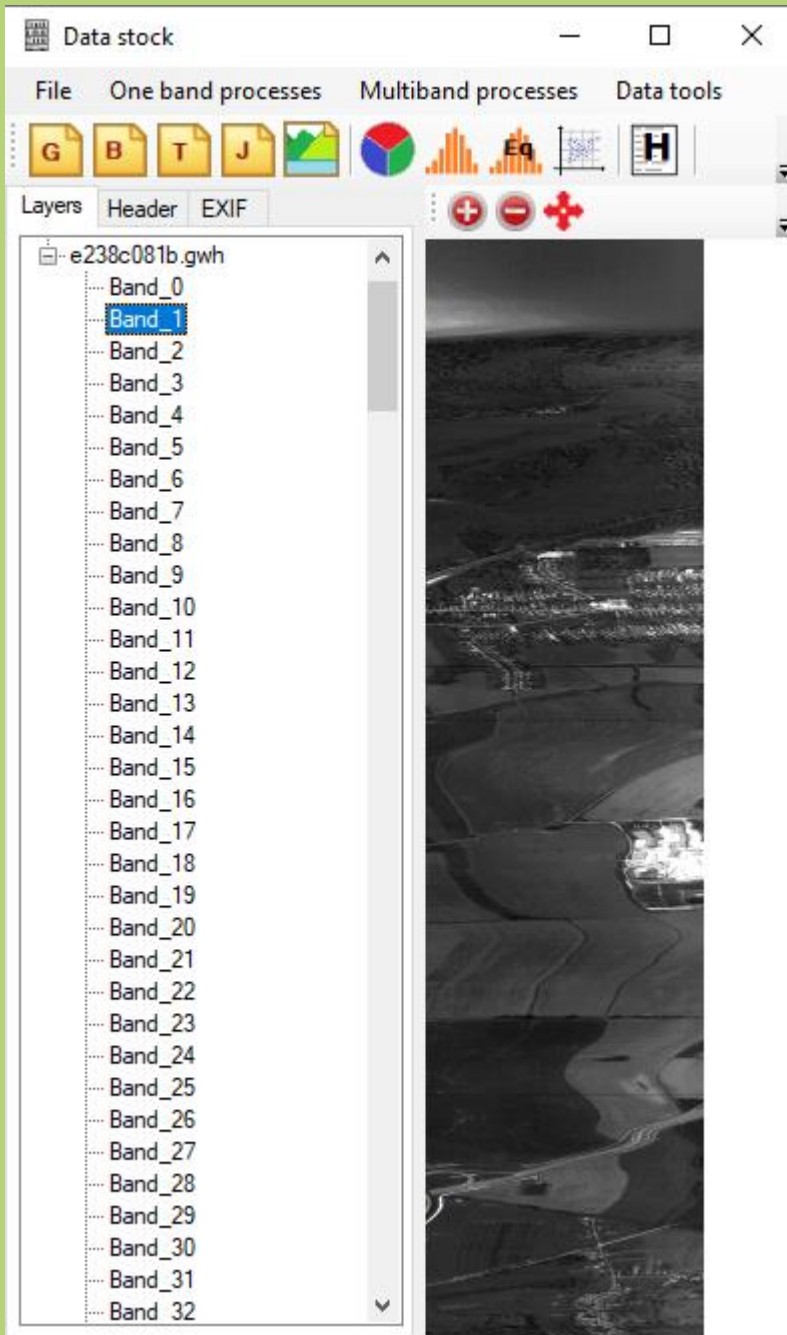 Data stock
File One band processes Multiband processes Data tools
G B T J Eq H
Layers Header EXIF
e238c081b.gwh
Band_0
Band_1
Band_2
Band_3
Band_4
Band_5
Band_6
Band_7
Band_8
Band_9
Band_10
Band_11
Band_12
Band_13
Band_14
Band_15
Band_16
Band_17
Band_18
Band_19
Band_20
Band_21
Band_22
Band_23
Band_24
Band_25
Band_26
Band_27
Band_28
Band_29
Band_30
Band_31
Band_32